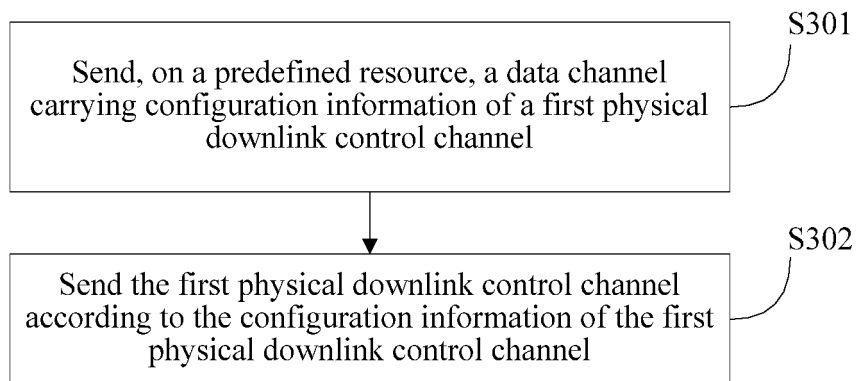 S301
Send, on a predefined resource, a data channel
carrying configuration information of a first physical
downlink control channel
S302
Send the first physical downlink control channel
according to the configuration information of the first
physical downlink control channel